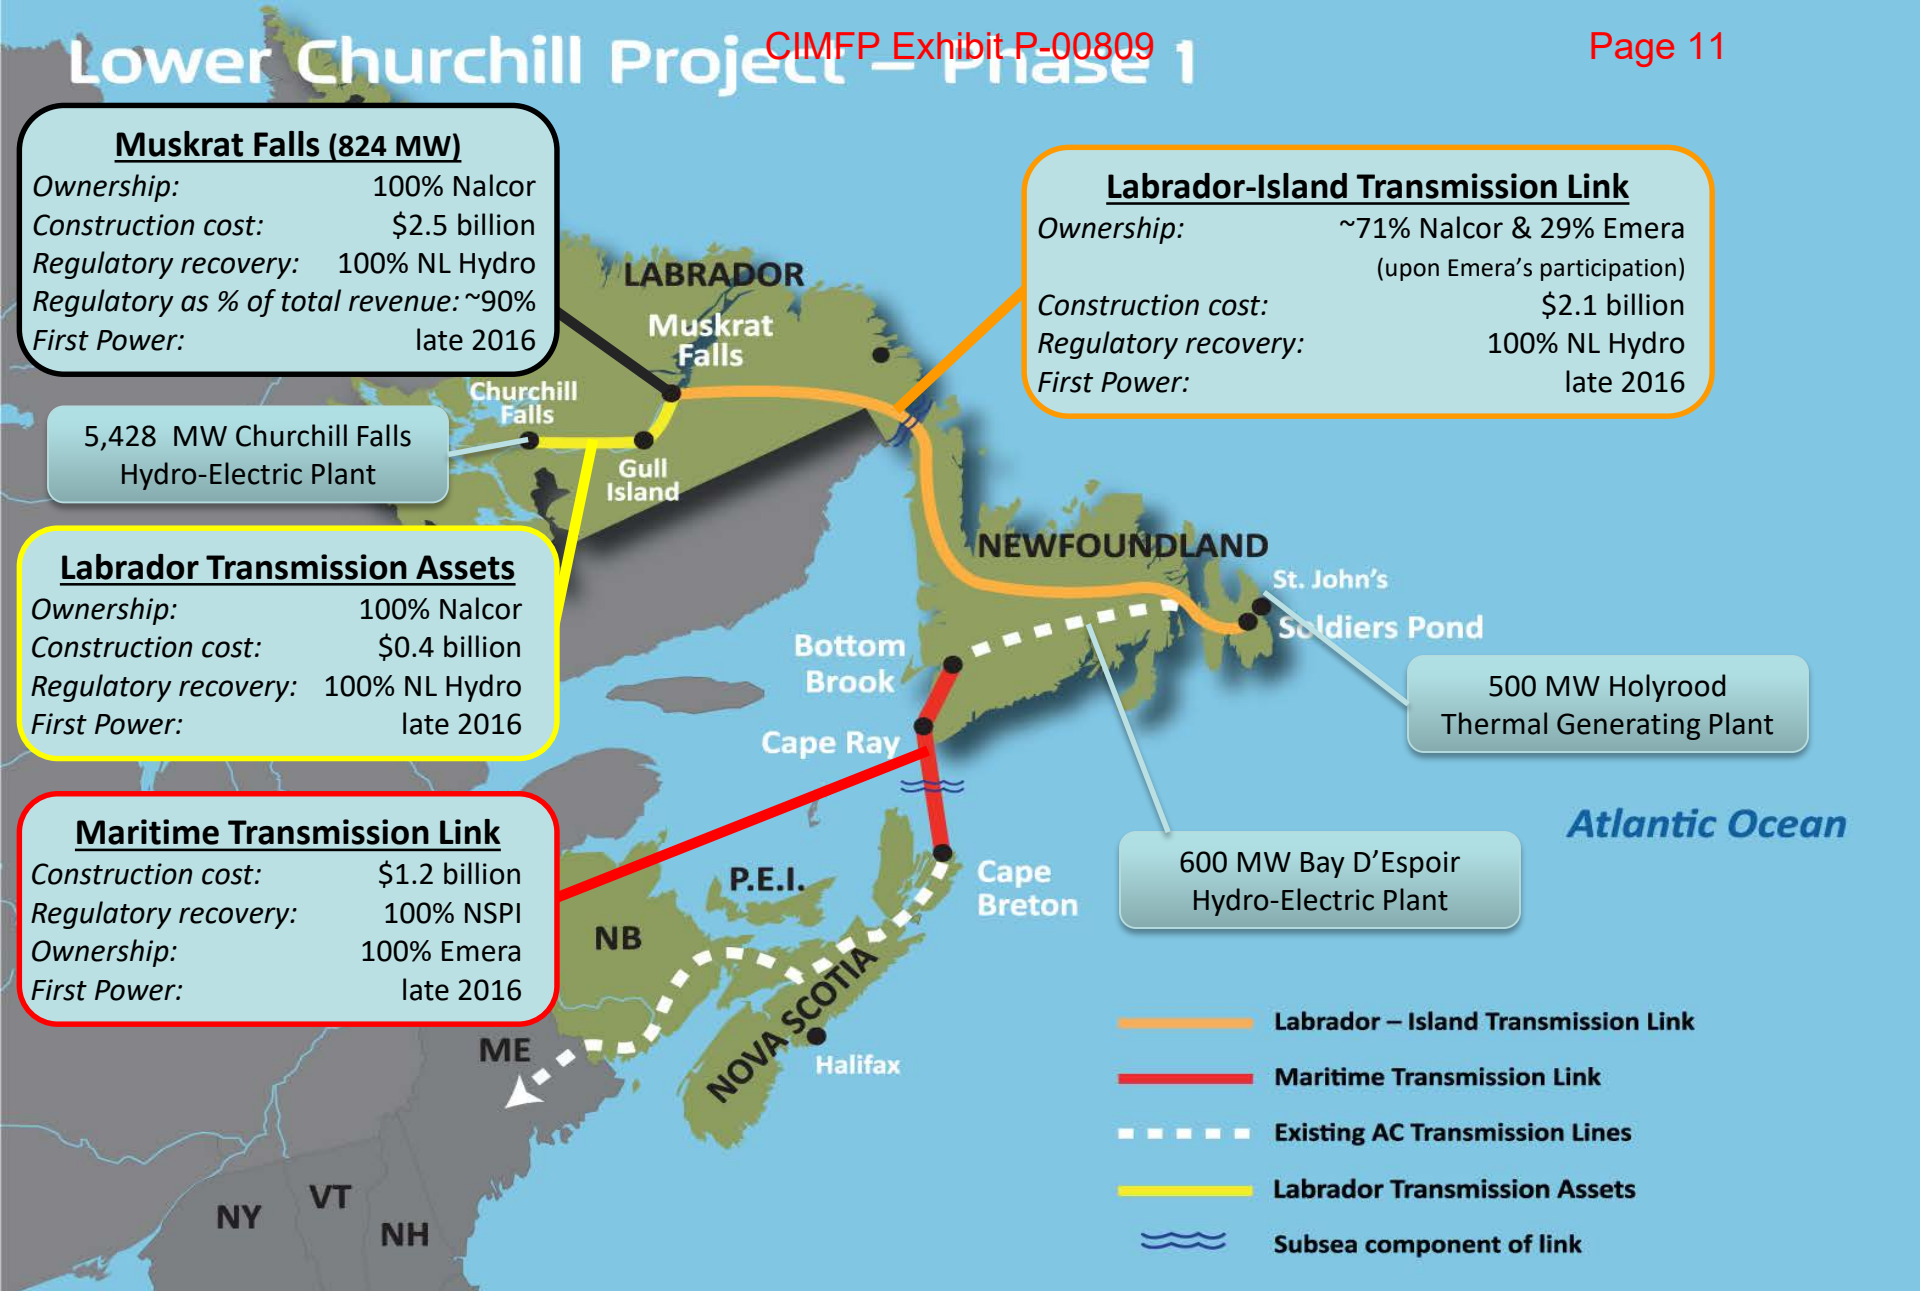 Lower Churchill Project – Phase 1
CIMFP Exhibit P-00809
Page 11
Muskrat Falls (824 MW)
Ownership: 100% Nalcor
Construction cost: $2.5 billion
Regulatory recovery: 100% NL Hydro
Regulatory as % of total revenue: ~90%
First Power: late 2016
Labrador-Island Transmission Link
Ownership: ~71% Nalcor & 29% Emera
(upon Emera's participation)
Construction cost: $2.1 billion
Regulatory recovery: 100% NL Hydro
First Power: late 2016
LABRADOR
Muskrat
Falls
Churchill
Falls
Gull
Island
5,428 MW Churchill Falls
Hydro-Electric Plant
Labrador Transmission Assets
Ownership: 100% Nalcor
Construction cost: $0.4 billion
Regulatory recovery: 100% NL Hydro
First Power: late 2016
NEWFOUNDLAND
St. John's
Soldiers Pond
Bottom
Brook
Cape Ray
500 MW Holyrood
Thermal Generating Plant
Maritime Transmission Link
Construction cost: $1.2 billion
Regulatory recovery: 100% NSPI
Ownership: 100% Emera
First Power: late 2016
Atlantic Ocean
600 MW Bay D'Espoir
Hydro-Electric Plant
P.E.I.
Cape
Breton
NB
NOVA SCOTIA
ME
Halifax
NY
VT
NH
Labrador – Island Transmission Link
Maritime Transmission Link
Existing AC Transmission Lines
Labrador Transmission Assets
Subsea component of link